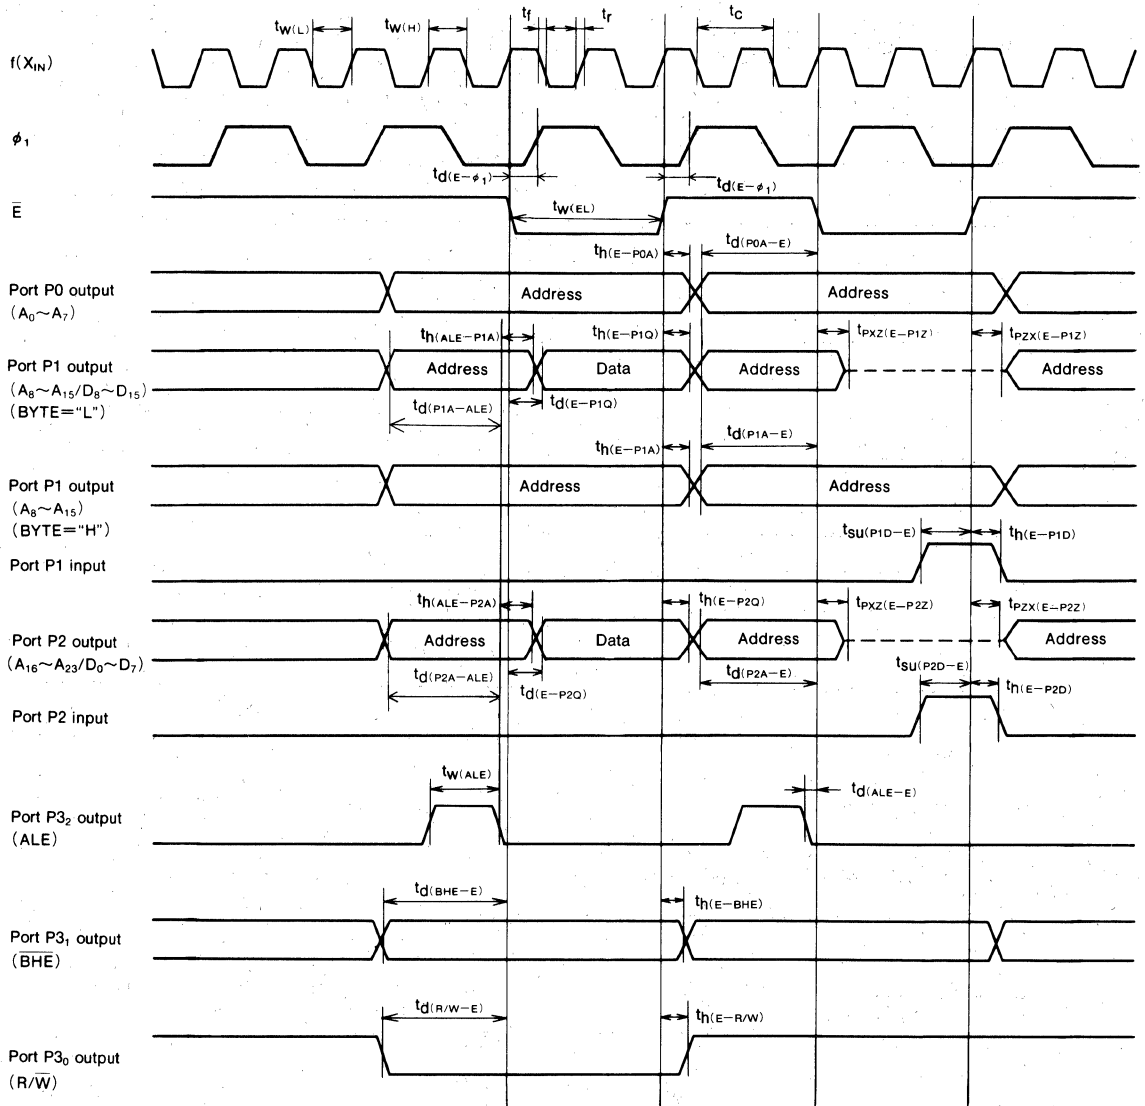 tW(L) tW(H) tf tr tC
f(XIN)
ϕ1
td(E−ϕ1) td(E−ϕ1)
E̅ tW(EL)
th(E−P0A) td(P0A−E)
Port P0 output Address Address
(A0~A7)
th(ALE−P1A) th(E−P1Q) tPXZ(E−P1Z) tPZX(E−P1Z)
Port P1 output Address Data Address Address
(A8~A15/D8~D15)
(BYTE="L") td(P1A−ALE) td(E−P1Q)
th(E−P1A) td(P1A−E)
Port P1 output Address Address
(A8~A15)
(BYTE="H")
tsu(P1D−E) th(E−P1D)
Port P1 input
th(ALE−P2A) th(E−P2Q) tPXZ(E−P2Z) tPZX(E−P2Z)
Port P2 output Address Data Address Address
(A16~A23/D0~D7)
td(P2A−ALE) td(E−P2Q) td(P2A−E) tsu(P2D−E) th(E−P2D)
Port P2 input
tW(ALE) td(ALE−E)
Port P32 output
(ALE)
td(BHE−E) th(E−BHE)
Port P31 output
(B̅H̅E̅)
td(R/W−E) th(E−R/W)
Port P30 output
(R/W̅)